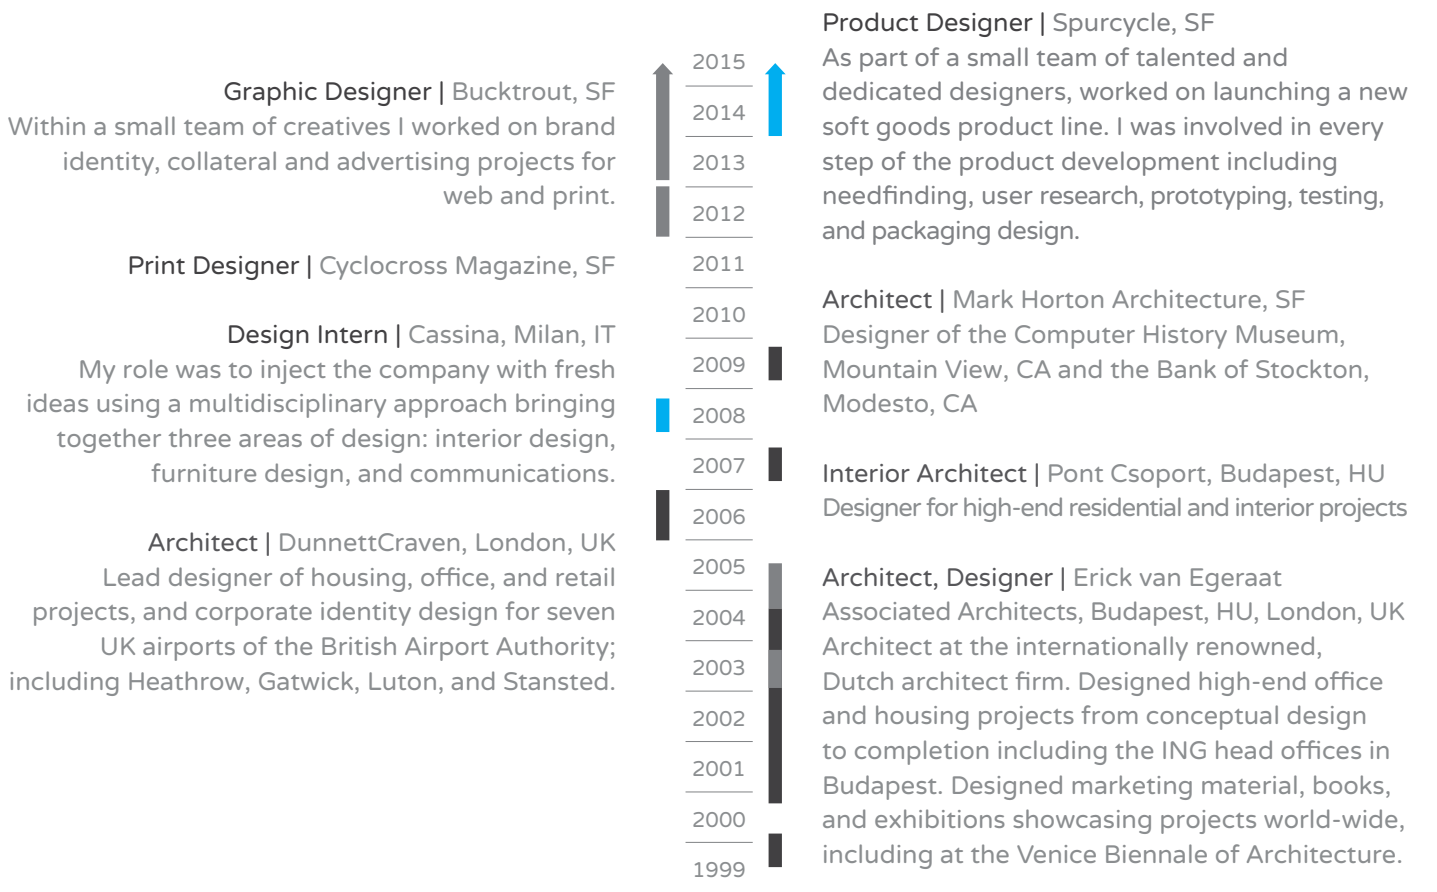 Graphic Designer | Bucktrout, SF
Within a small team of creatives I worked on brand
identity, collateral and advertising projects for
web and print.
Print Designer | Cyclocross Magazine, SF
Design Intern | Cassina, Milan, IT
My role was to inject the company with fresh
ideas using a multidisciplinary approach bringing
together three areas of design: interior design,
furniture design, and communications.
Architect | DunnettCraven, London, UK
Lead designer of housing, office, and retail
projects, and corporate identity design for seven
UK airports of the British Airport Authority;
including Heathrow, Gatwick, Luton, and Stansted.
2015
2014
2013
2012
2011
2010
2009
2008
2007
2006
2005
2004
2003
2002
2001
2000
1999
Product Designer | Spurcycle, SF
As part of a small team of talented and
dedicated designers, worked on launching a new
soft goods product line. I was involved in every
step of the product development including
needfinding, user research, prototyping, testing,
and packaging design.
Architect | Mark Horton Architecture, SF
Designer of the Computer History Museum,
Mountain View, CA and the Bank of Stockton,
Modesto, CA
Interior Architect | Pont Csoport, Budapest, HU
Designer for high-end residential and interior projects
Architect, Designer | Erick van Egeraat
Associated Architects, Budapest, HU, London, UK
Architect at the internationally renowned,
Dutch architect firm. Designed high-end office
and housing projects from conceptual design
to completion including the ING head offices in
Budapest. Designed marketing material, books,
and exhibitions showcasing projects world-wide,
including at the Venice Biennale of Architecture.